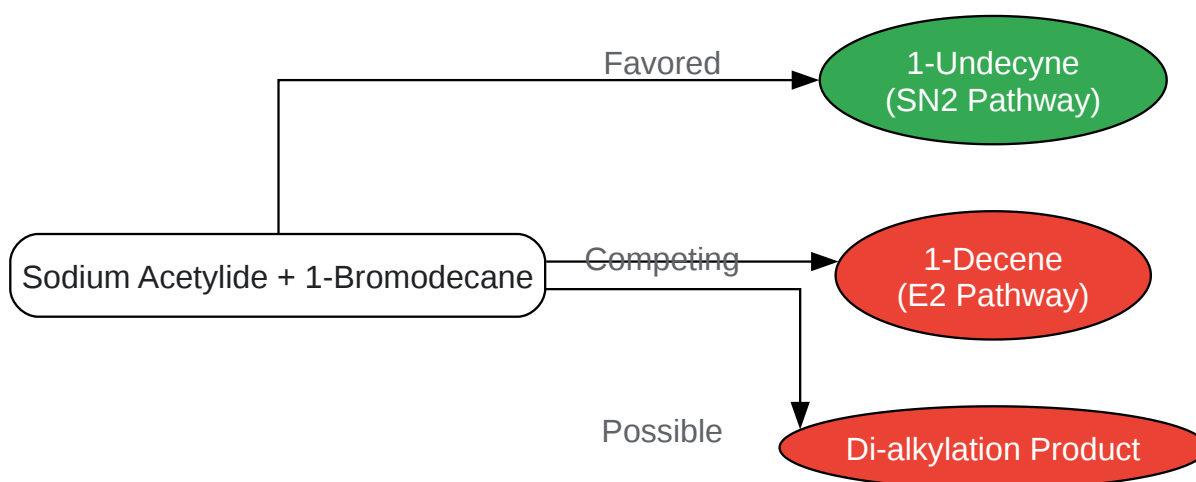 Favored
1-Undecyne
(SN2 Pathway)
Sodium Acetylide + 1-Bromodecane
Competing
1-Decene
(E2 Pathway)
Possible
Di-alkylation Product